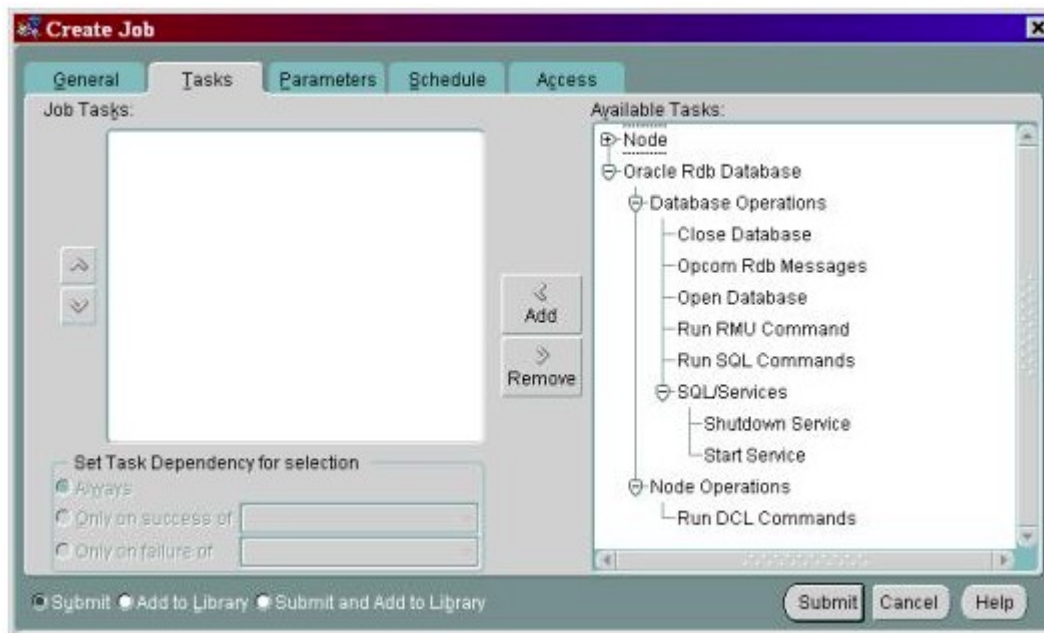 Create Job
General Tasks Parameters Schedule Access
Job Tasks:
Available Tasks:
Node
Oracle Rdb Database
Database Operations
Close Database
Opcom Rdb Messages
Open Database
Run RMU Command
Run SQL Commands
SQL/Services
Shutdown Service
Start Service
Node Operations
Run DCL Commands
Add
Remove
Set Task Dependency for selection
Always
Only on success of
Only on failure of
Submit Add to Library Submit and Add to Library
Submit Cancel Help